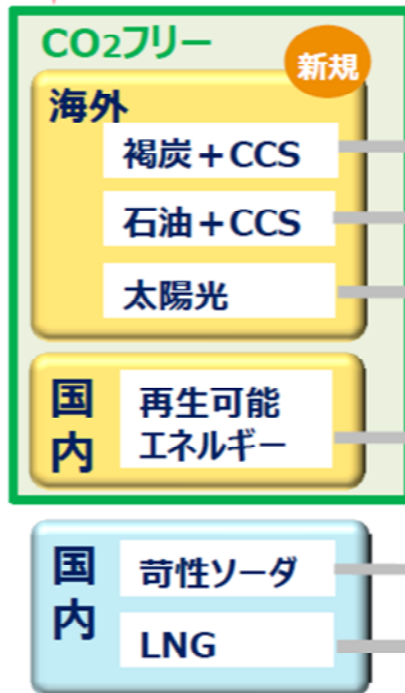 CO2フリー
新規
海外
褐炭+CCS
石油+CCS
太陽光
国内
再生可能
エネルギー
国内
苛性ソーダ
LNG